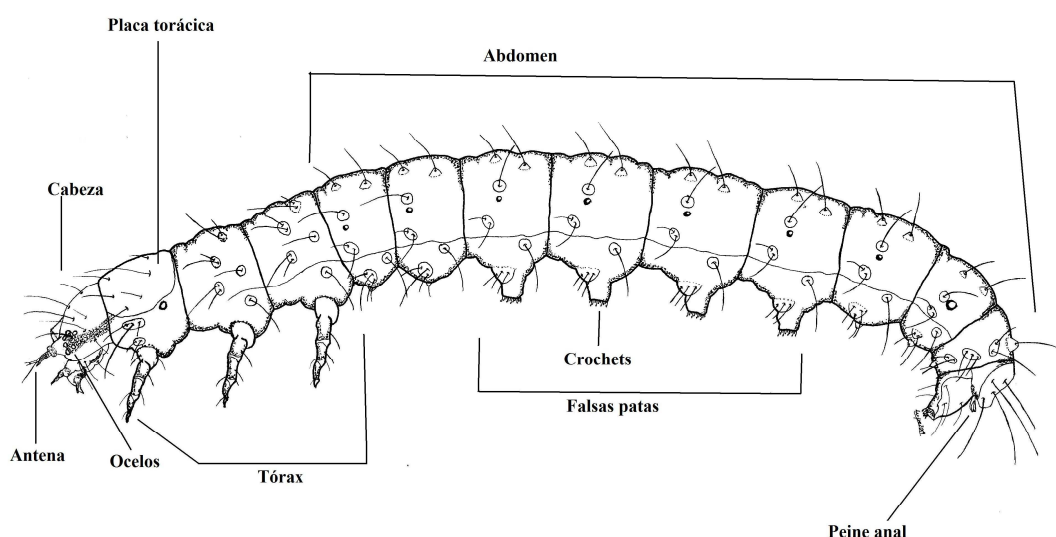 Placa torácica
Abdomen
Cabeza
Crochets
Falsas patas
Antena
Ocelos
Tórax
Peine anal